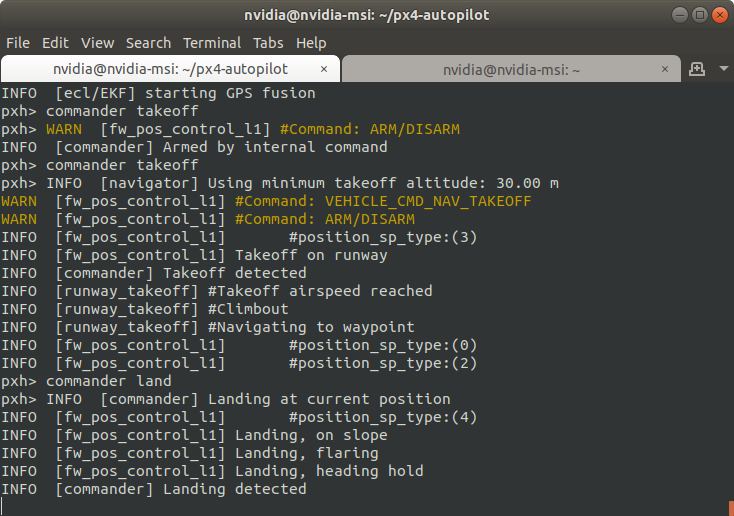 nvidia@nvidia-msi: ~/px4-autopilot
File Edit View Search Terminal Tabs Help
nvidia@nvidia-msi: ~/px4-autopilot × nvidia@nvidia-msi: ~ ×
INFO  [ecl/EKF] starting GPS fusion
pxh> commander takeoff
pxh> WARN  [fw_pos_control_l1] #Command: ARM/DISARM
INFO  [commander] Armed by internal command
pxh> commander takeoff
pxh> INFO  [navigator] Using minimum takeoff altitude: 30.00 m
WARN  [fw_pos_control_l1] #Command: VEHICLE_CMD_NAV_TAKEOFF
WARN  [fw_pos_control_l1] #Command: ARM/DISARM
INFO  [fw_pos_control_l1]       #position_sp_type:(3)
INFO  [fw_pos_control_l1] Takeoff on runway
INFO  [commander] Takeoff detected
INFO  [runway_takeoff] #Takeoff airspeed reached
INFO  [runway_takeoff] #Climbout
INFO  [runway_takeoff] #Navigating to waypoint
INFO  [fw_pos_control_l1]       #position_sp_type:(0)
INFO  [fw_pos_control_l1]       #position_sp_type:(2)
pxh> commander land
pxh> INFO  [commander] Landing at current position
INFO  [fw_pos_control_l1]       #position_sp_type:(4)
INFO  [fw_pos_control_l1] Landing, on slope
INFO  [fw_pos_control_l1] Landing, flaring
INFO  [fw_pos_control_l1] Landing, heading hold
INFO  [commander] Landing detected